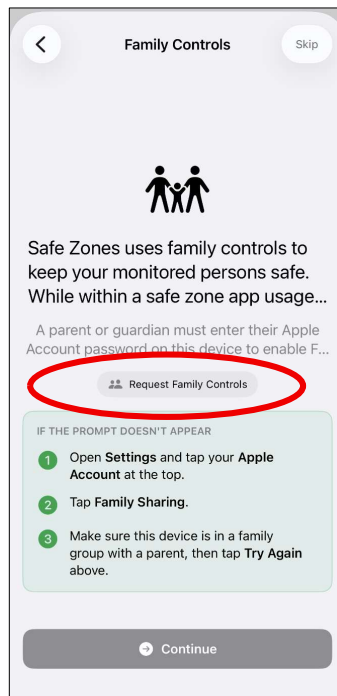 Family Controls
Skip
Safe Zones uses family controls to
keep your monitored persons safe.
While within a safe zone app usage...
A parent or guardian must enter their Apple
Account password on this device to enable F...
Request Family Controls
IF THE PROMPT DOESN'T APPEAR
1 Open Settings and tap your Apple
Account at the top.
2 Tap Family Sharing.
3 Make sure this device is in a family
group with a parent, then tap Try Again
above.
Continue